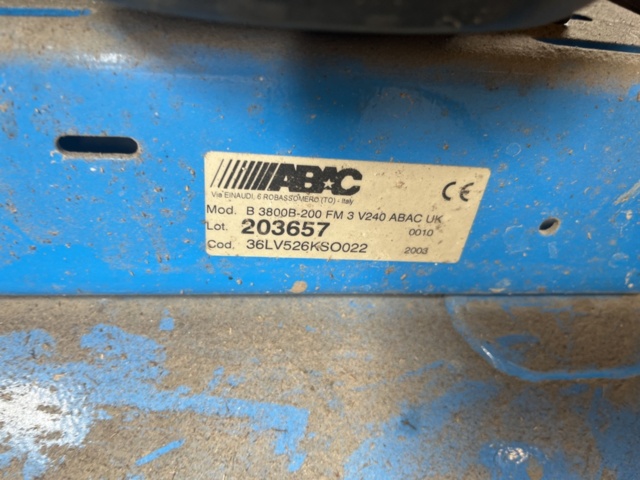 ABAC
Via EINAUDI, 6 ROBASSOMERO (TO) - Italy
Mod. B 3800B-200 FM 3 V240 ABAC UK
Lot. 203657 0010
Cod. 36LV526KSO022 2003
CE